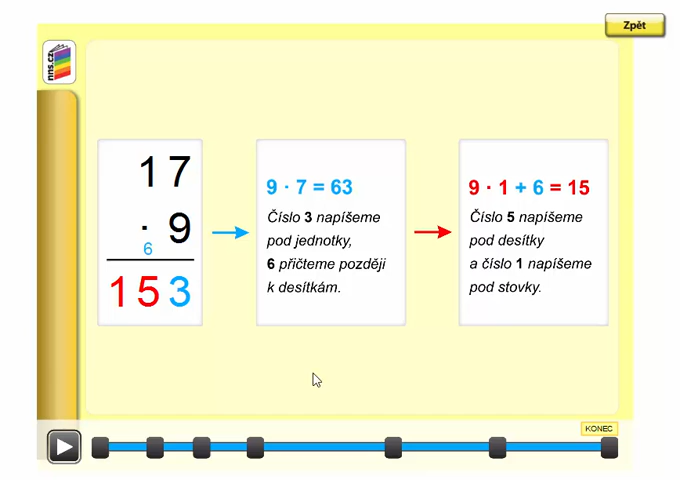 Zpět
nns.cz
17
· 9
6
153
9 · 7 = 63
Číslo 3 napíšeme
pod jednotky,
6 přičteme později
k desítkám.
9 · 1 + 6 = 15
Číslo 5 napíšeme
pod desítky
a číslo 1 napíšeme
pod stovky.
KONEC